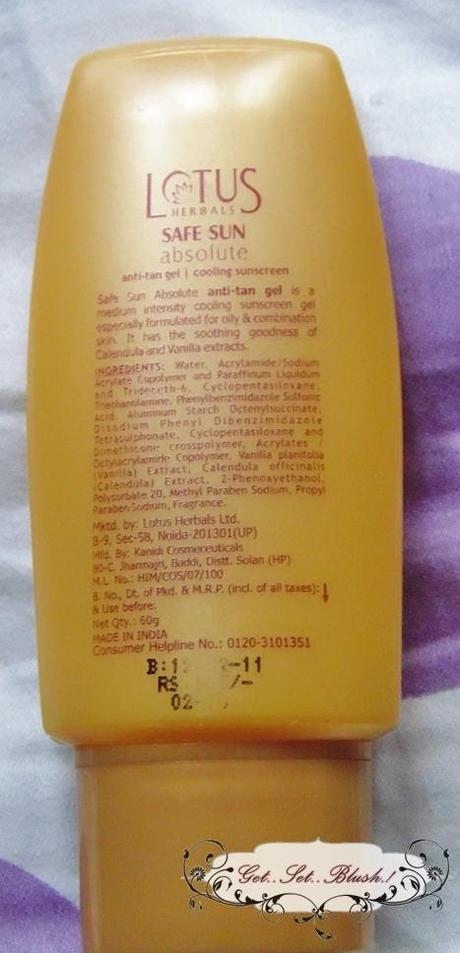 LOTUS
HERBALS
SAFE SUN
absolute
anti-tan gel | cooling sunscreen
Safe Sun Absolute anti-tan gel is a
medium intensity cooling sunscreen gel
especially formulated for oily & combination
skin. It has the soothing goodness of
Calendula and Vanilla extracts.
INGREDIENTS: Water, Acrylamide/Sodium
Acrylate Copolymer and Paraffinum Liquidum
and Trideceth-6, Cyclopentasiloxane,
Triethanolamine, Phenylbenzimidazole Sulfonic
Acid, Aluminum Starch Octenylsuccinate,
Disodium Phenyl Dibenzimidazole
Tetrasulphonate, Cyclopentasiloxane and
Dimethicone crosspolymer, Acrylates /
Octylacrylamide Copolymer, Vanilla planifolia
(Vanilla) Extract, Calendula officinalis
(Calendula) Extract, 2-Phenoxyethanol,
Polysorbate 20, Methyl Paraben Sodium, Propyl
Paraben Sodium, Fragrance.
Mktd. by: Lotus Herbals Ltd.
B-9, Sec-58, Noida-201301(UP)
Mfd. By: Kanidi Cosmeceuticals
80-C, Jharmajri, Baddi, Distt. Solan (HP)
M.L. No.: HIM/COS/07/100
B. No., Dt. of Pkd. & M.R.P. (incl. of all taxes):
& Use before:
Net Qty.: 60g
MADE IN INDIA
Consumer Helpline No.: 0120-3101351
-11
RS /-
02-
Get..Set..Blush.!